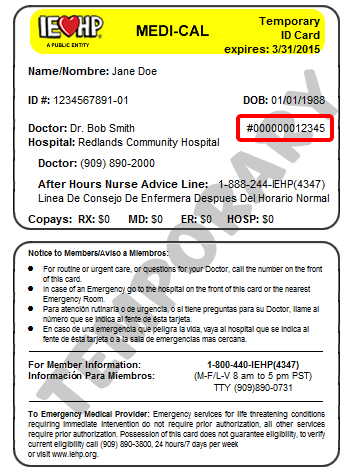 IEHP
A PUBLIC ENTITY
MEDI-CAL
Temporary
ID Card
expires: 3/31/2015
Name/Nombre: Jane Doe
ID #: 1234567891-01 DOB: 01/01/1988
Doctor: Dr. Bob Smith #000000012345
Hospital: Redlands Community Hospital
Doctor: (909) 890-2000
After Hours Nurse Advice Line: 1-888-244-IEHP(4347)
Linea De Consejo De Enfermera Despues Del Horario Normal
Copays: RX: $0 MD: $0 ER: $0 HOSP: $0
TEMPORARY
Notice to Members/Aviso a Miembros:
● For routine or urgent care, or questions for your Doctor, call the number on the front
of this card.
● In case of an Emergency go to the hospital on the front of this card or the nearest
Emergency Room.
● Para atención rutinaria o de urgencia, o si tiene preguntas para su Doctor, llame al
número que se indica al frente de ésta tarjeta.
● En caso de una emergencia que peligra la vida, vaya al hospital que se indica al
frente de ésta tarjeta o a la sala de emergencias mas cercana.
For Member Information: 1-800-440-IEHP(4347)
Información Para Miembros: (M-F/L-V 8 am to 5 pm PST)
TTY (909)890-0731
To Emergency Medical Provider: Emergency services for life threatening conditions
requiring immediate intervention do not require prior authorization, all other services
require prior authorization. Possession of this card does not guarantee eligibility, to verify
current eligibility call (909) 890-3800, 24 hours/7 days per week
or visit www.iehp.org.